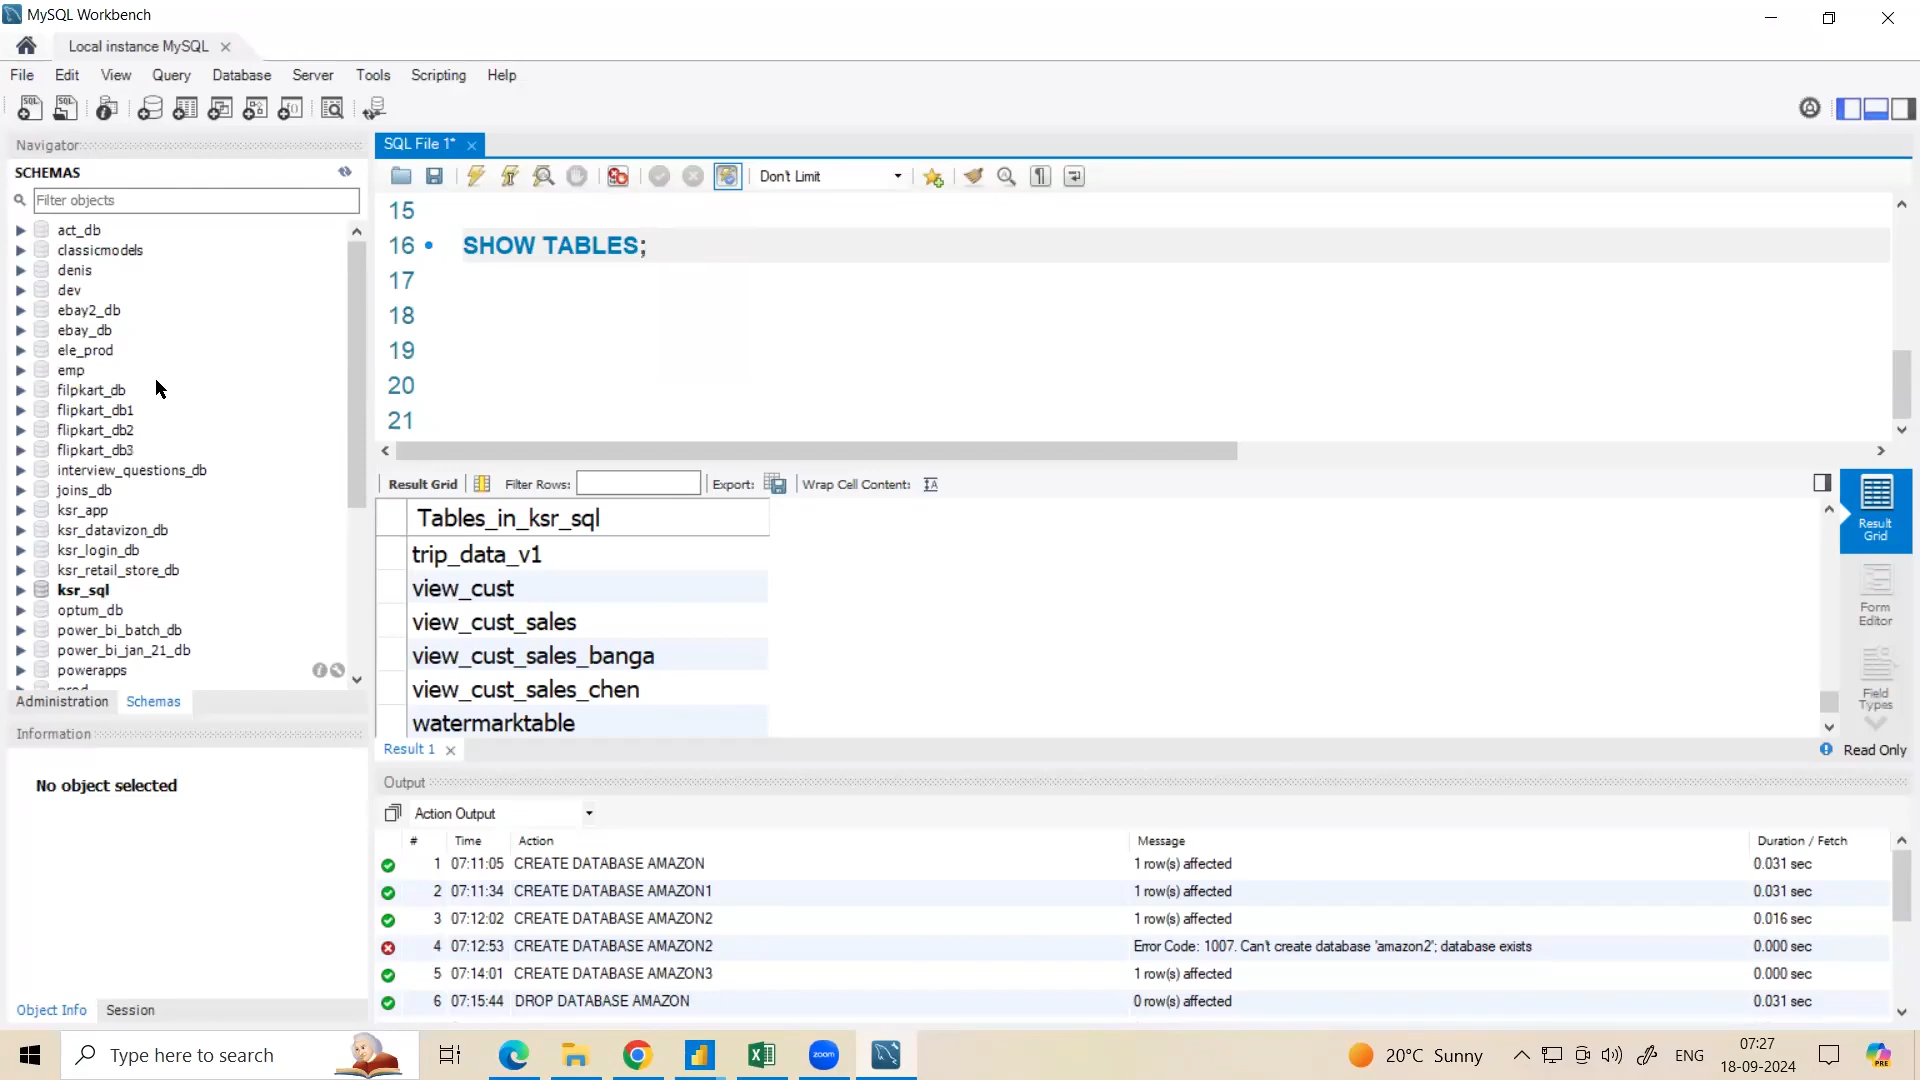 MySQL Workbench
Local instance MySQL
File Edit View Query Database Server Tools Scripting Help
Navigator
SCHEMAS
Filter objects
act_db
classicmodels
denis
dev
ebay2_db
ebay_db
ele_prod
emp
filpkart_db
flipkart_db1
flipkart_db2
flipkart_db3
interview_questions_db
joins_db
ksr_app
ksr_datavizon_db
ksr_login_db
ksr_retail_store_db
ksr_sql
optum_db
power_bi_batch_db
power_bi_jan_21_db
powerapps
prod
Administration Schemas
Information
No object selected
Object Info Session
SQL File 1*
Don't Limit
15
16 SHOW TABLES;
17
18
19
20
21
Result Grid Filter Rows: Export: Wrap Cell Content:
Tables_in_ksr_sql
trip_data_v1
view_cust
view_cust_sales
view_cust_sales_banga
view_cust_sales_chen
watermarktable
Result 1
Result Grid
Form Editor
Field Types
Read Only
Output
Action Output
# Time Action Message Duration / Fetch
1 07:11:05 CREATE DATABASE AMAZON 1 row(s) affected 0.031 sec
2 07:11:34 CREATE DATABASE AMAZON1 1 row(s) affected 0.031 sec
3 07:12:02 CREATE DATABASE AMAZON2 1 row(s) affected 0.016 sec
4 07:12:53 CREATE DATABASE AMAZON2 Error Code: 1007. Can't create database 'amazon2'; database exists 0.000 sec
5 07:14:01 CREATE DATABASE AMAZON3 1 row(s) affected 0.000 sec
6 07:15:44 DROP DATABASE AMAZON 0 row(s) affected 0.031 sec
Type here to search
zoom
20°C Sunny
ENG
07:27
18-09-2024
PRE